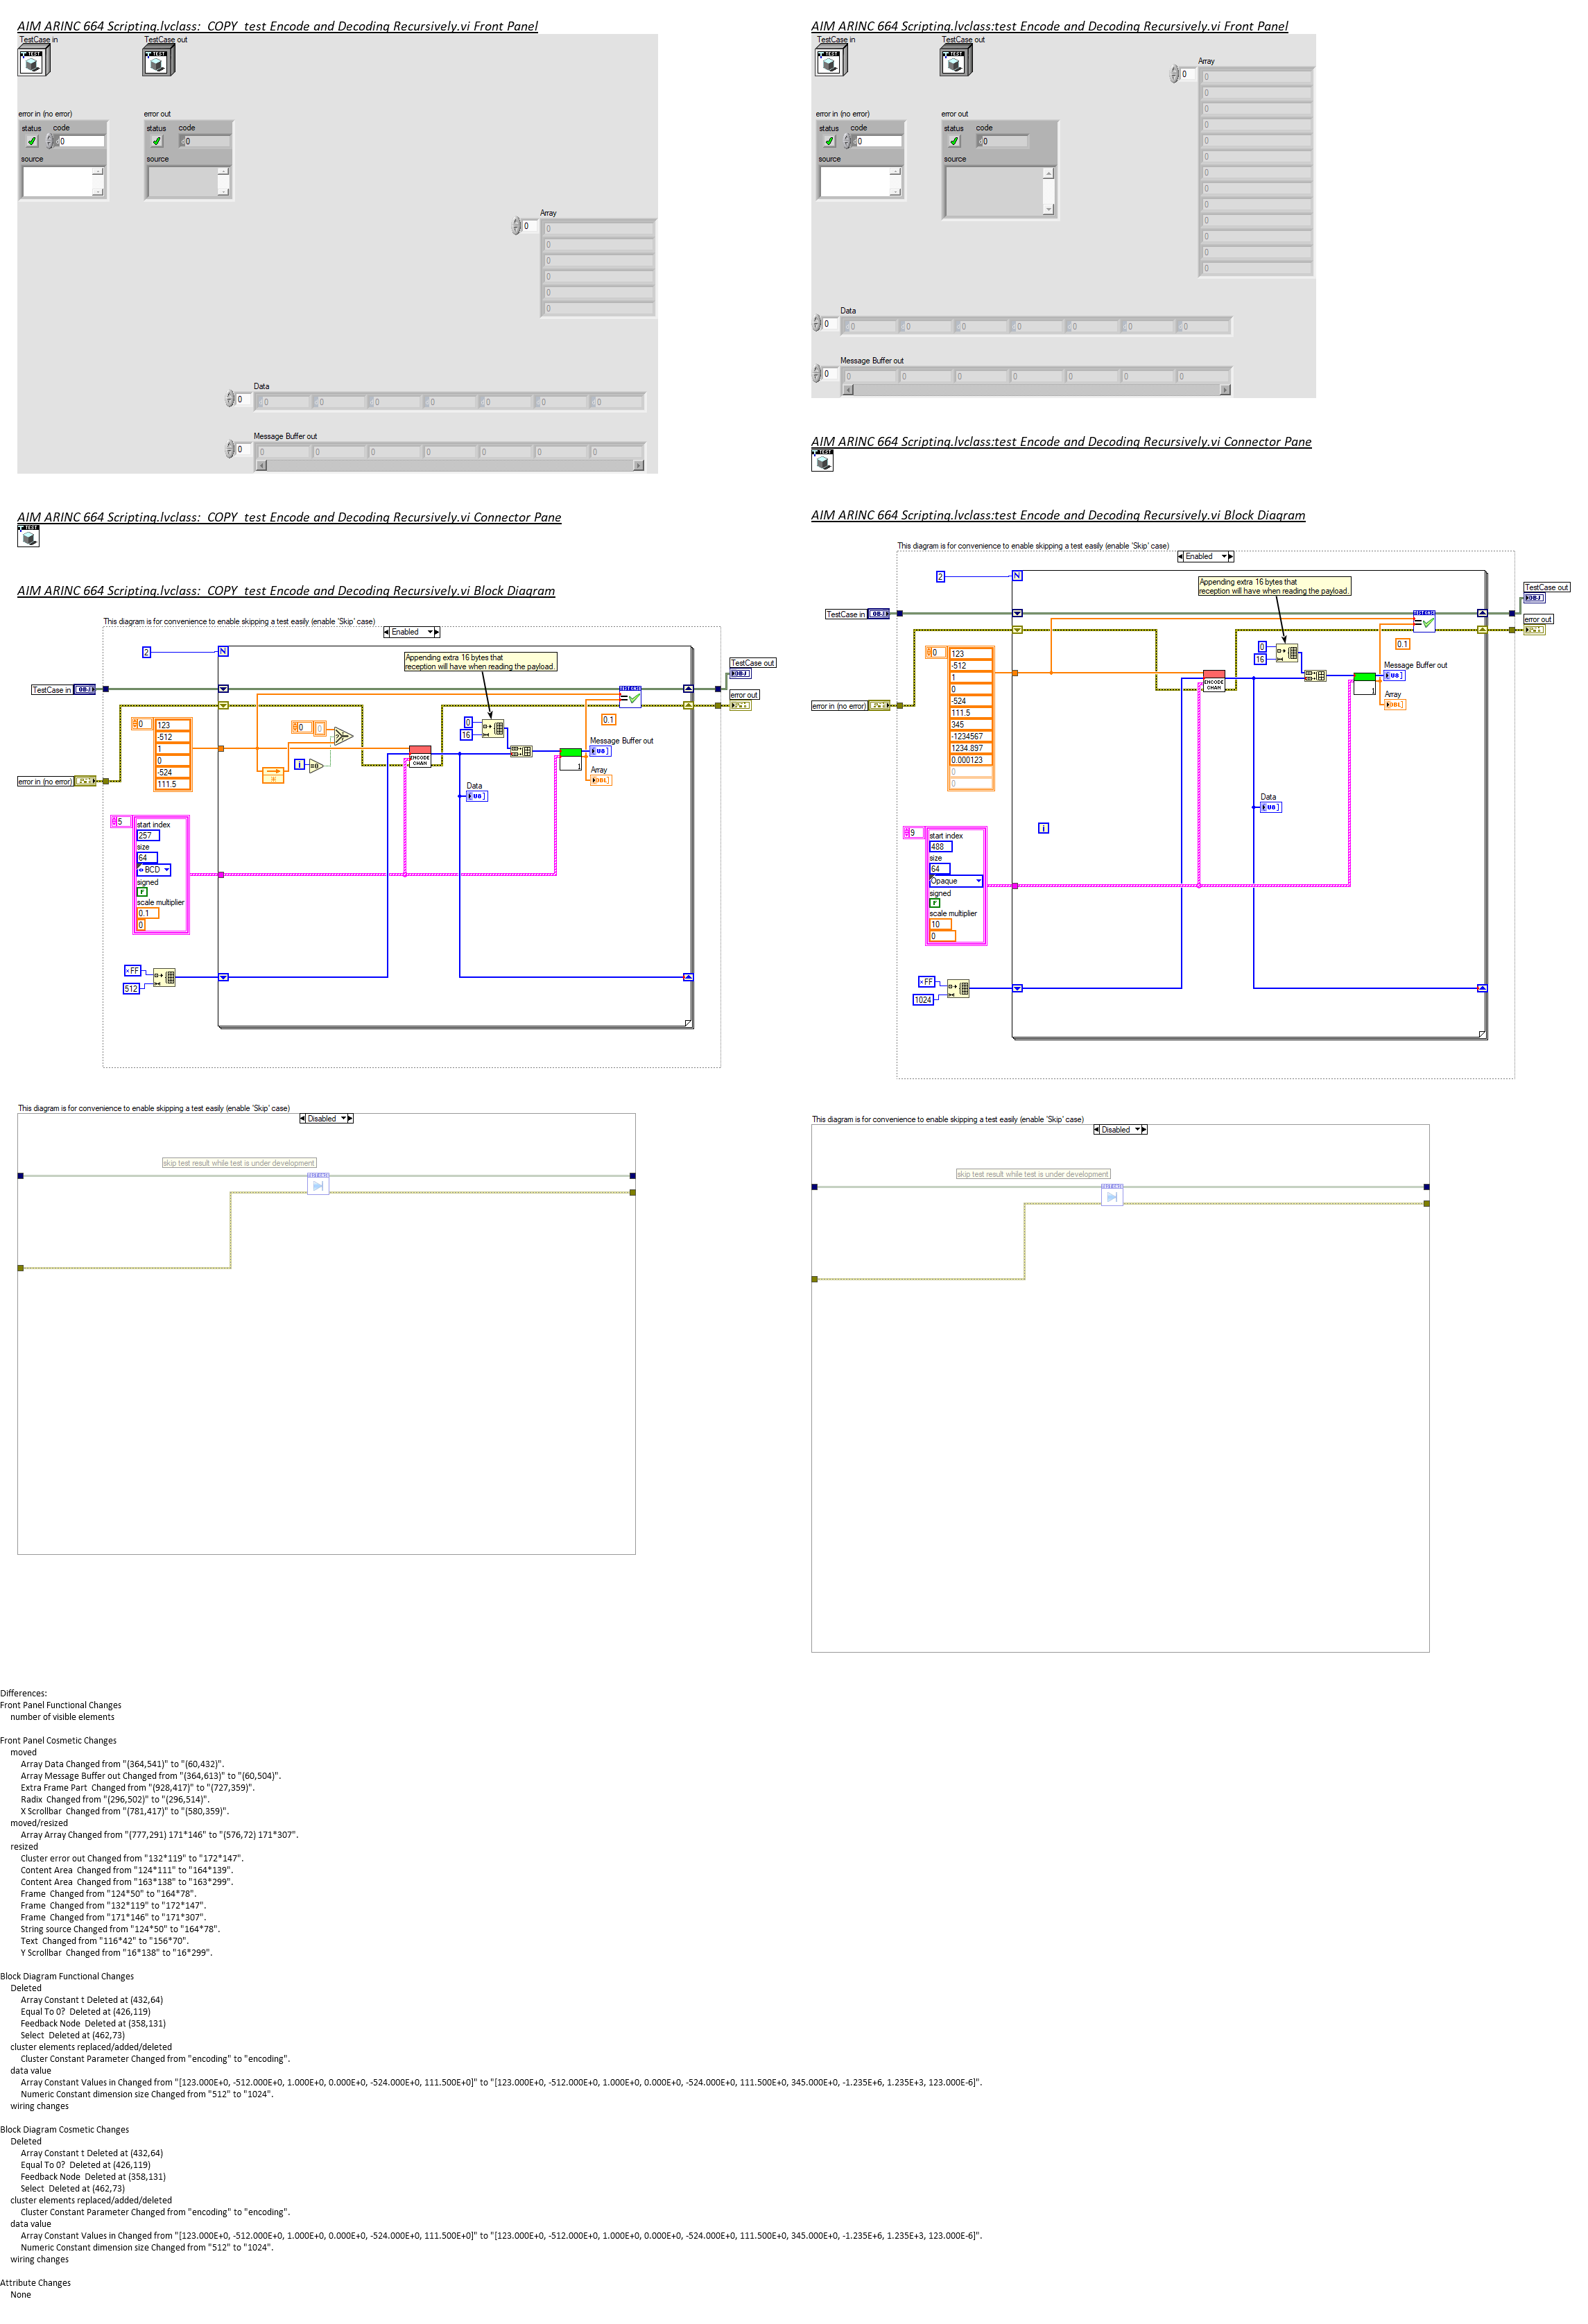 AIM ARINC 664 Scripting.lvclass:_COPY_test Encode and Decoding Recursively.vi Front Panel
TestCase in
TestCase out
TEST
TEST
error in (no error)
error out
status
code
status
code
0
0
source
source
Array
0
0
0
0
0
0
0
Data
0
0
0
0
0
0
0
0
Message Buffer out
0
0
0
0
0
0
0
0
AIM ARINC 664 Scripting.lvclass:_COPY_test Encode and Decoding Recursively.vi Connector Pane
TEST
AIM ARINC 664 Scripting.lvclass:_COPY_test Encode and Decoding Recursively.vi Block Diagram
This diagram is for convenience to enable skipping a test easily (enable 'Skip' case)
Enabled
2
N
Appending extra 16 bytes that
reception will have when reading the payload.
TestCase out
OBJ
TestCase in
OBJ
error out
0
123
-512
1
0
-524
111.5
0
0
i
=0
ENCODE
CHAN
0
16
0.1
Message Buffer out
U8
1
Array
DBL
Data
U8
error in (no error)
5
start index
257
size
64
BCD
signed
F
scale multiplier
0.1
0
×FF
512
This diagram is for convenience to enable skipping a test easily (enable 'Skip' case)
Disabled
skip test result while test is under development
AIM ARINC 664 Scripting.lvclass:test Encode and Decoding Recursively.vi Front Panel
TestCase in
TestCase out
TEST
TEST
Array
0
0
0
0
0
0
0
0
0
0
0
0
0
0
error in (no error)
error out
status
code
status
code
0
0
source
source
Data
0
0
0
0
0
0
0
0
Message Buffer out
0
0
0
0
0
0
0
0
AIM ARINC 664 Scripting.lvclass:test Encode and Decoding Recursively.vi Connector Pane
TEST
AIM ARINC 664 Scripting.lvclass:test Encode and Decoding Recursively.vi Block Diagram
This diagram is for convenience to enable skipping a test easily (enable 'Skip' case)
Enabled
2
N
Appending extra 16 bytes that
reception will have when reading the payload.
TestCase out
OBJ
TestCase in
OBJ
error out
0
123
-512
1
0
-524
111.5
345
-1234567
1234.897
0.000123
0
0
ENCODE
CHAN
0
16
0.1
Message Buffer out
U8
1
Array
DBL
error in (no error)
Data
U8
i
9
start index
488
size
64
Opaque
signed
F
scale multiplier
10
0
×FF
1024
This diagram is for convenience to enable skipping a test easily (enable 'Skip' case)
Disabled
skip test result while test is under development
Differences:
Front Panel Functional Changes
number of visible elements
Front Panel Cosmetic Changes
moved
Array Data Changed from "(364,541)" to "(60,432)".
Array Message Buffer out Changed from "(364,613)" to "(60,504)".
Extra Frame Part  Changed from "(928,417)" to "(727,359)".
Radix  Changed from "(296,502)" to "(296,514)".
X Scrollbar  Changed from "(781,417)" to "(580,359)".
moved/resized
Array Array Changed from "(777,291) 171*146" to "(576,72) 171*307".
resized
Cluster error out Changed from "132*119" to "172*147".
Content Area  Changed from "124*111" to "164*139".
Content Area  Changed from "163*138" to "163*299".
Frame  Changed from "124*50" to "164*78".
Frame  Changed from "132*119" to "172*147".
Frame  Changed from "171*146" to "171*307".
String source Changed from "124*50" to "164*78".
Text  Changed from "116*42" to "156*70".
Y Scrollbar  Changed from "16*138" to "16*299".
Block Diagram Functional Changes
Deleted
Array Constant t Deleted at (432,64)
Equal To 0?  Deleted at (426,119)
Feedback Node  Deleted at (358,131)
Select  Deleted at (462,73)
cluster elements replaced/added/deleted
Cluster Constant Parameter Changed from "encoding" to "encoding".
data value
Array Constant Values in Changed from "[123.000E+0, -512.000E+0, 1.000E+0, 0.000E+0, -524.000E+0, 111.500E+0]" to "[123.000E+0, -512.000E+0, 1.000E+0, 0.000E+0, -524.000E+0, 111.500E+0, 345.000E+0, -1.235E+6, 1.235E+3, 123.000E-6]".
Numeric Constant dimension size Changed from "512" to "1024".
wiring changes
Block Diagram Cosmetic Changes
Deleted
Array Constant t Deleted at (432,64)
Equal To 0?  Deleted at (426,119)
Feedback Node  Deleted at (358,131)
Select  Deleted at (462,73)
cluster elements replaced/added/deleted
Cluster Constant Parameter Changed from "encoding" to "encoding".
data value
Array Constant Values in Changed from "[123.000E+0, -512.000E+0, 1.000E+0, 0.000E+0, -524.000E+0, 111.500E+0]" to "[123.000E+0, -512.000E+0, 1.000E+0, 0.000E+0, -524.000E+0, 111.500E+0, 345.000E+0, -1.235E+6, 1.235E+3, 123.000E-6]".
Numeric Constant dimension size Changed from "512" to "1024".
wiring changes
Attribute Changes
None